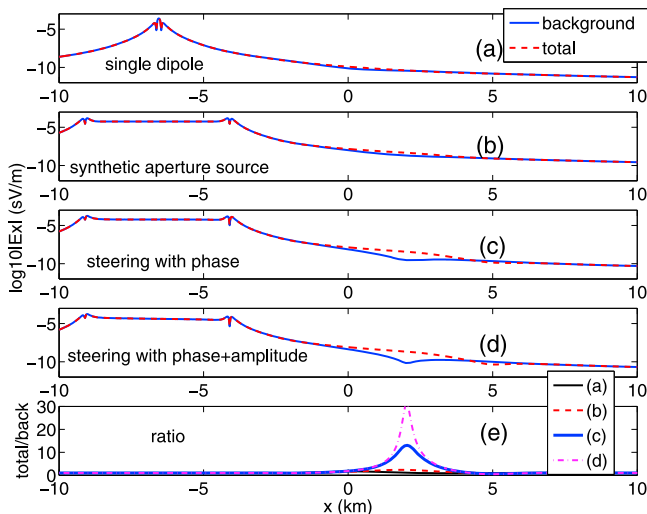 background
total
−5
−10
(a)
single dipole
−10 −5 0 5 10
−5
−10
(b)
synthetic aperture source
−10 −5 0 5 10
log10|Ex| (sV/m)
−5
−10
(c)
steering with phase
−10 −5 0 5 10
−5
−10
(d)
steering with phase+amplitude
−10 −5 0 5 10
total/back
30
20
10
0
ratio
(e)
(a)
(b)
(c)
(d)
−10 −5 0 5 10
x (km)